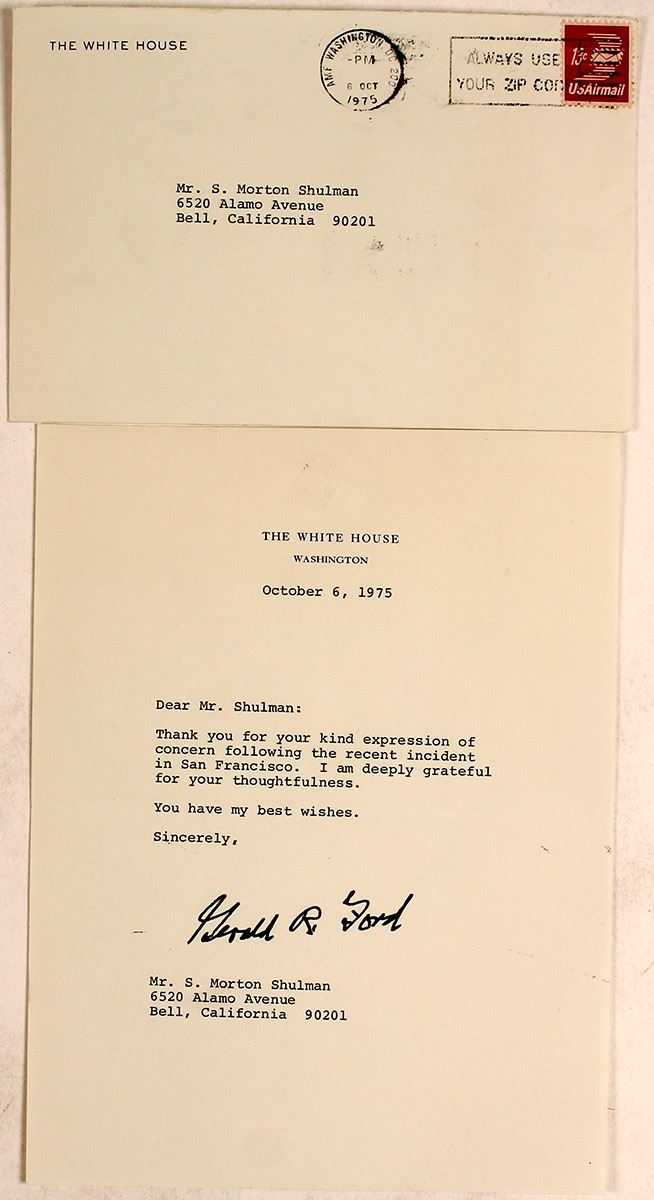 THE WHITE HOUSE
AMF WASHINGTON, DC 200
-PM-
6 OCT
1975
ALWAYS USE
YOUR ZIP COD
13c
US Airmail
Mr. S. Morton Shulman
6520 Alamo Avenue
Bell, California 90201
THE WHITE HOUSE
WASHINGTON
October 6, 1975
Dear Mr. Shulman:
Thank you for your kind expression of
concern following the recent incident
in San Francisco. I am deeply grateful
for your thoughtfulness.
You have my best wishes.
Sincerely,
Gerald R. Ford
Mr. S. Morton Shulman
6520 Alamo Avenue
Bell, California 90201